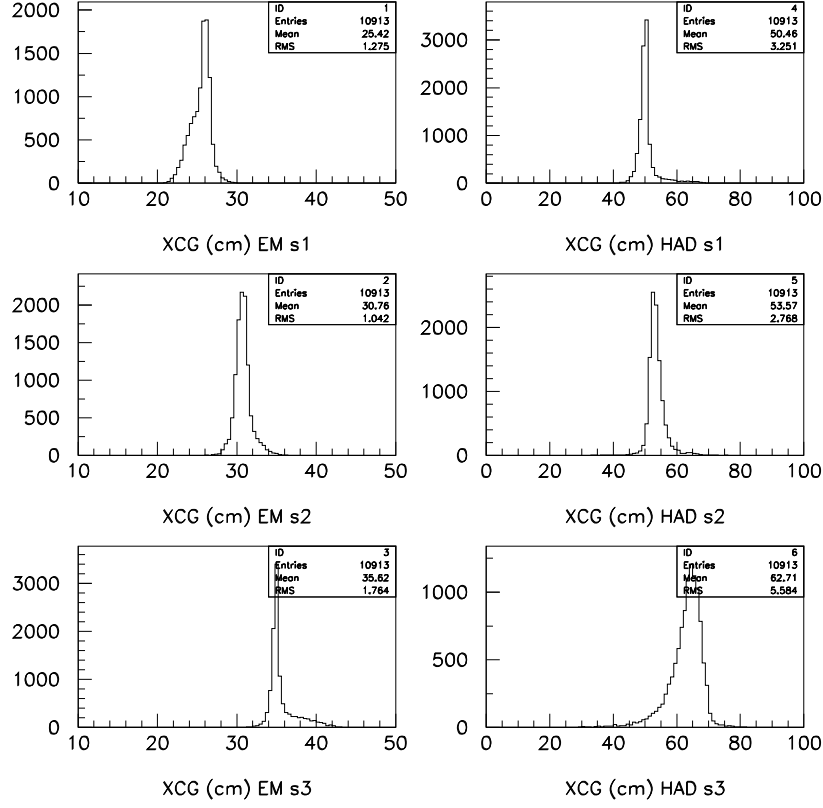 ID 1
Entries 10913
Mean 25.42
RMS 1.275
2000
1500
1000
500
0
10 20 30 40 50
XCG (cm) EM s1
ID 4
Entries 10913
Mean 50.46
RMS 3.251
3000
2000
1000
0
0 20 40 60 80 100
XCG (cm) HAD s1
ID 2
Entries 10913
Mean 30.76
RMS 1.042
2000
1500
1000
500
0
10 20 30 40 50
XCG (cm) EM s2
ID 5
Entries 10913
Mean 53.57
RMS 2.768
2000
1000
0
0 20 40 60 80 100
XCG (cm) HAD s2
ID 3
Entries 10913
Mean 35.62
RMS 1.764
3000
2000
1000
0
10 20 30 40 50
XCG (cm) EM s3
ID 6
Entries 10913
Mean 62.71
RMS 5.584
1000
500
0
0 20 40 60 80 100
XCG (cm) HAD s3